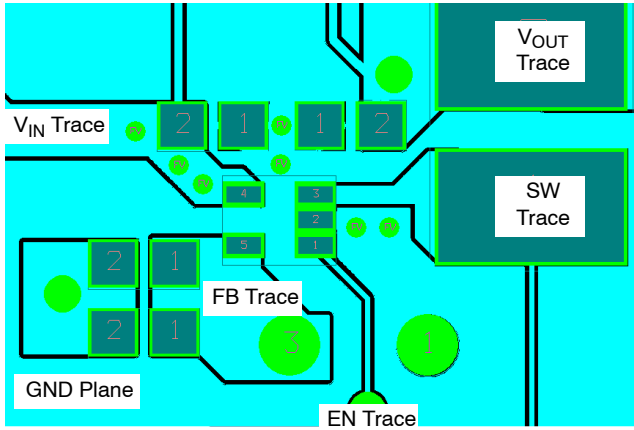 VOUT
Trace
VIN Trace
2
1
1
2
FV
FV
FV
FV
FV
4
3
2
1
5
FV
FV
SW
Trace
2
1
FB Trace
2
1
3
1
GND Plane
EN Trace